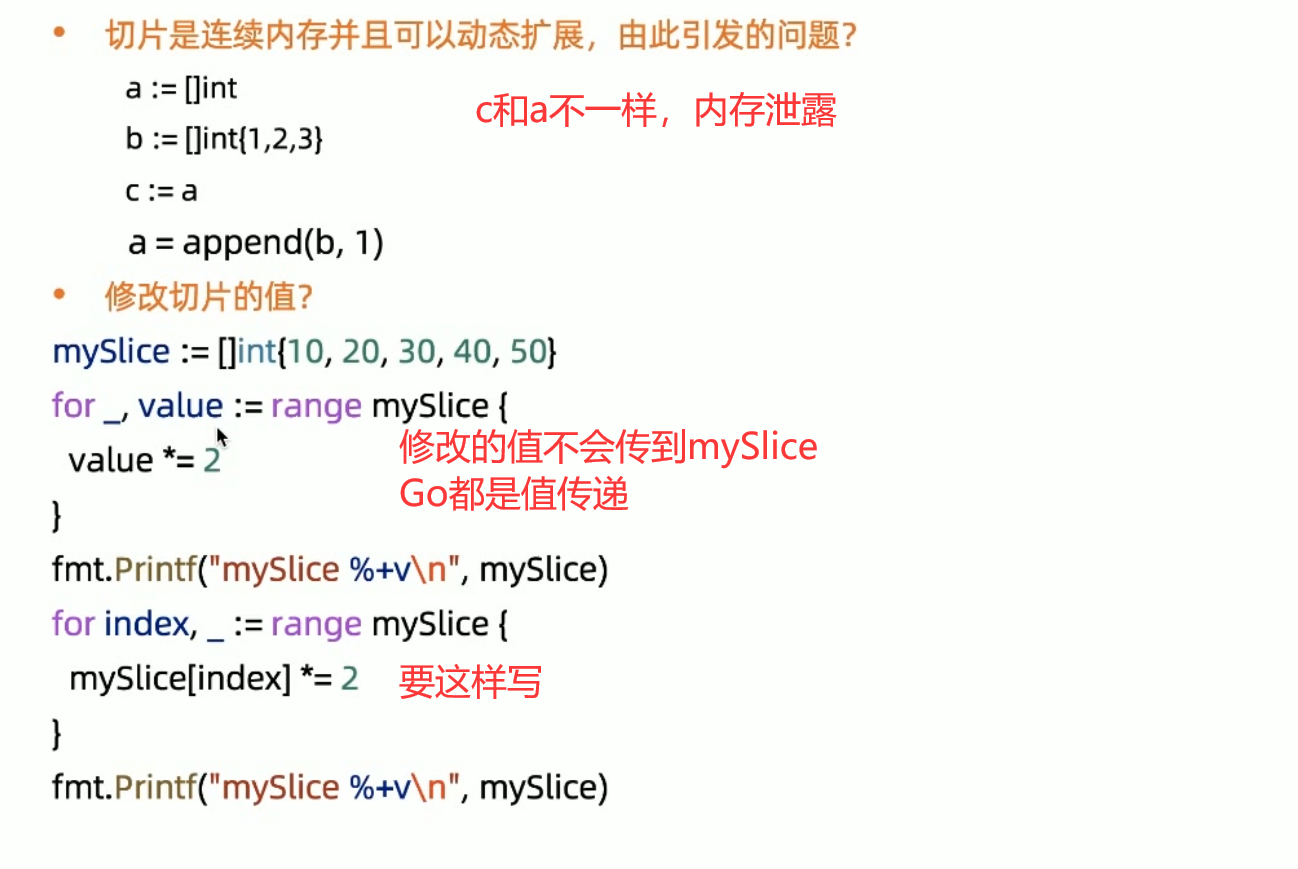 • 切片是连续内存并且可以动态扩展，由此引发的问题？
a := []int
c和a不一样，内存泄露
b := []int{1,2,3}
c := a
a = append(b, 1)
• 修改切片的值？
mySlice := []int{10, 20, 30, 40, 50}
for _, value := range mySlice {
修改的值不会传到mySlice
value *= 2
Go都是值传递
}
fmt.Printf("mySlice %+v\n", mySlice)
for index, _ := range mySlice {
mySlice[index] *= 2 要这样写
}
fmt.Printf("mySlice %+v\n", mySlice)